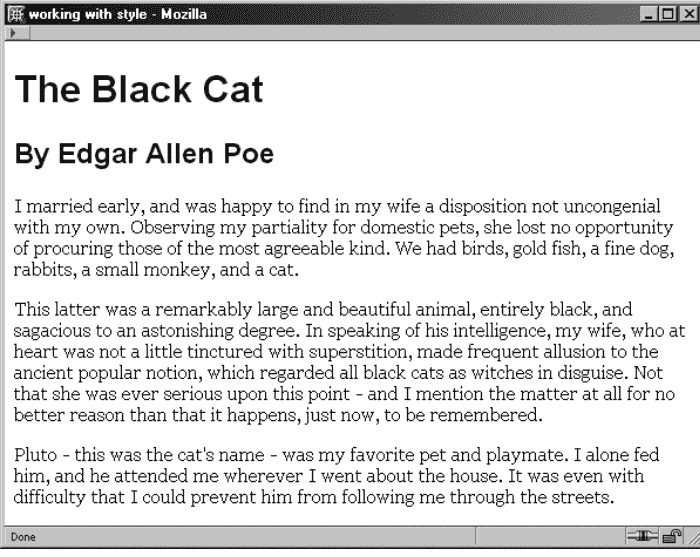 working with style - Mozilla
The Black Cat
By Edgar Allen Poe
I married early, and was happy to find in my wife a disposition not uncongenial
with my own. Observing my partiality for domestic pets, she lost no opportunity
of procuring those of the most agreeable kind. We had birds, gold fish, a fine dog,
rabbits, a small monkey, and a cat.
This latter was a remarkably large and beautiful animal, entirely black, and
sagacious to an astonishing degree. In speaking of his intelligence, my wife, who at
heart was not a little tinctured with superstition, made frequent allusion to the
ancient popular notion, which regarded all black cats as witches in disguise. Not
that she was ever serious upon this point - and I mention the matter at all for no
better reason than that it happens, just now, to be remembered.
Pluto - this was the cat's name - was my favorite pet and playmate. I alone fed
him, and he attended me wherever I went about the house. It was even with
difficulty that I could prevent him from following me through the streets.
Done